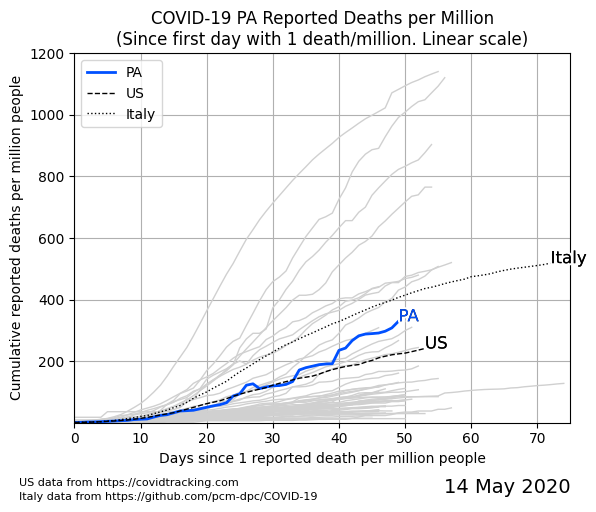 COVID-19 PA Reported Deaths per Million
(Since first day with 1 death/million. Linear scale)
Cumulative reported deaths per million people
1200
1000
800
600
400
200
PA
US
Italy
Italy
PA
US
0
10
20
30
40
50
60
70
Days since 1 reported death per million people
US data from https://covidtracking.com
Italy data from https://github.com/pcm-dpc/COVID-19
14 May 2020